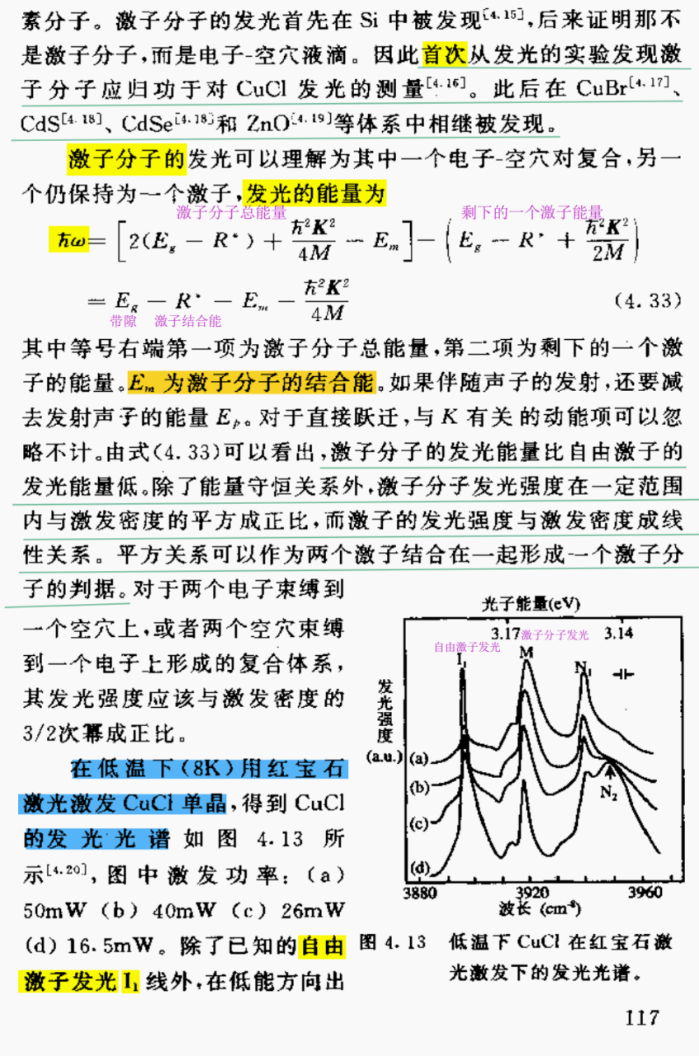 素分子。激子分子的发光首先在 Si 中被发现[4.15],后来证明那不
是激子分子,而是电子-空穴液滴。因此首次从发光的实验发现激
子分子应归功于对 CuCl 发光的测量[4.16]。此后在 CuBr[4.17]、
CdS[4.18]、CdSe[4.18]和 ZnO[4.19]等体系中相继被发现。
激子分子的发光可以理解为其中一个电子-空穴对复合,另一
个仍保持为一个激子,发光的能量为
激子分子总能量 剩下的一个激子能量
ħω = [2(E_g − R*) + ħ²K²/4M − E_m] − (E_g − R* + ħ²K²/2M)
= E_g − R* − E_m − ħ²K²/4M (4.33)
带隙 激子结合能
其中等号右端第一项为激子分子总能量,第二项为剩下的一个激
子的能量。E_m 为激子分子的结合能。如果伴随声子的发射,还要减
去发射声子的能量 E_p。对于直接跃迁,与 K 有关的动能项可以忽
略不计。由式(4.33)可以看出,激子分子的发光能量比自由激子的
发光能量低。除了能量守恒关系外,激子分子发光强度在一定范围
内与激发密度的平方成正比,而激子的发光强度与激发密度成线
性关系。平方关系可以作为两个激子结合在一起形成一个激子分
子的判据。对于两个电子束缚到
一个空穴上,或者两个空穴束缚
到一个电子上形成的复合体系,
其发光强度应该与激发密度的
3/2次幂成正比。
在低温下(8K)用红宝石
激光激发 CuCl 单晶,得到 CuCl
的发光光谱如图 4.13 所
示[4.20],图中激发功率:(a)
50mW (b) 40mW (c) 26mW
(d) 16.5mW。除了已知的自由
激子发光 I₁ 线外,在低能方向出
光子能量(eV)
3.17 激子分子发光 3.14
自由激子发光
I₁ M N₁
发光强度
(a.u.)
(a)
(b)
N₂
(c)
(d)
3880 3920 3960
波长 (cm⁻¹)
图 4.13 低温下 CuCl 在红宝石激
光激发下的发光光谱。
117